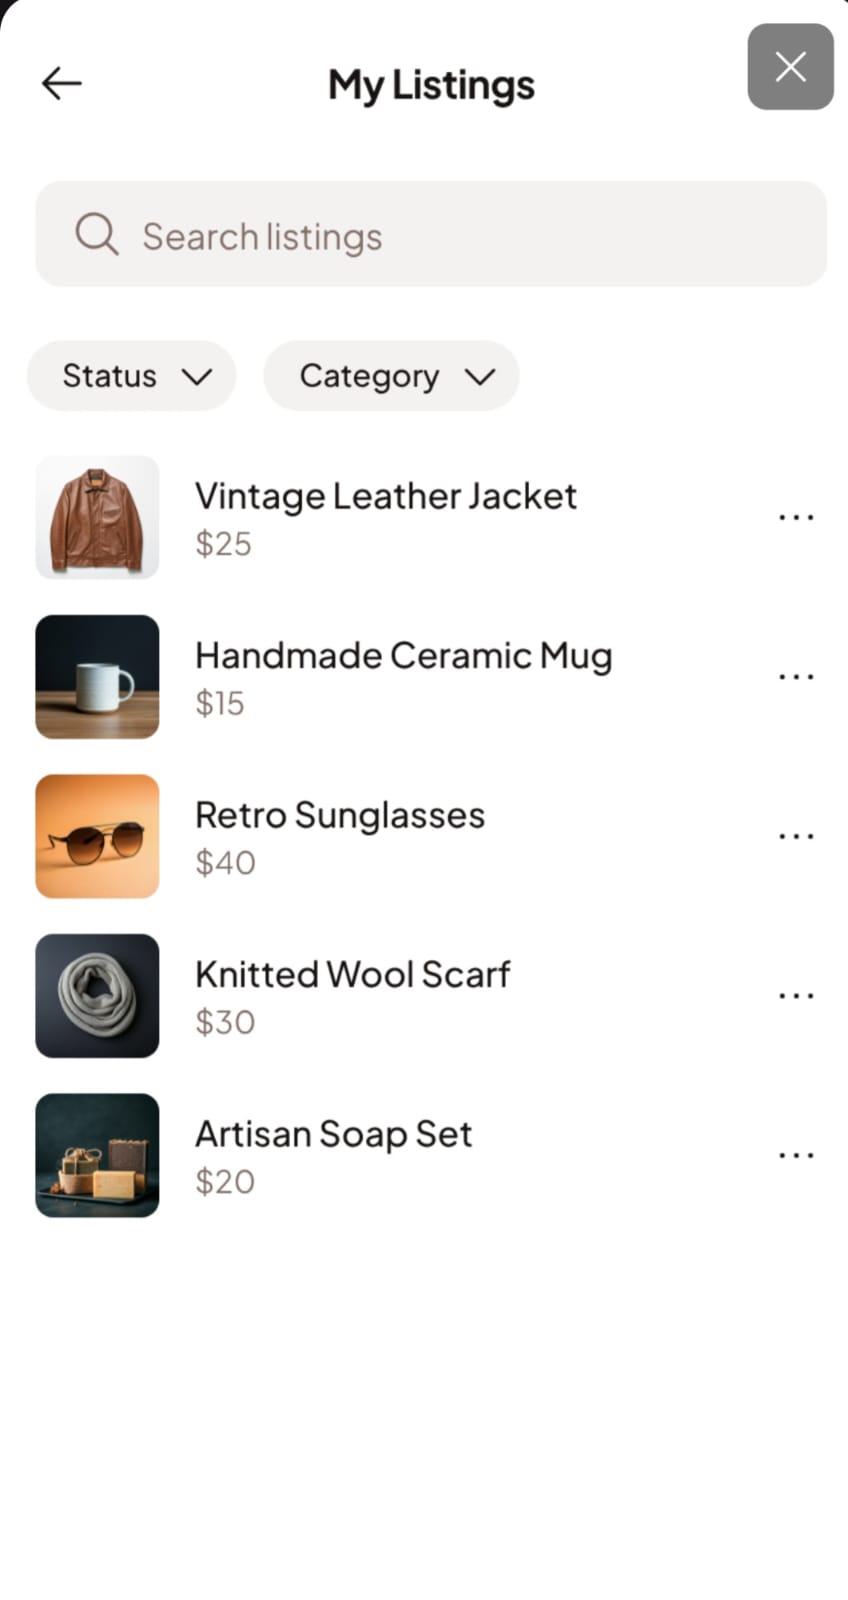 My Listings
Search listings
Status
Category
Vintage Leather Jacket
$25
Handmade Ceramic Mug
$15
Retro Sunglasses
$40
Knitted Wool Scarf
$30
Artisan Soap Set
$20